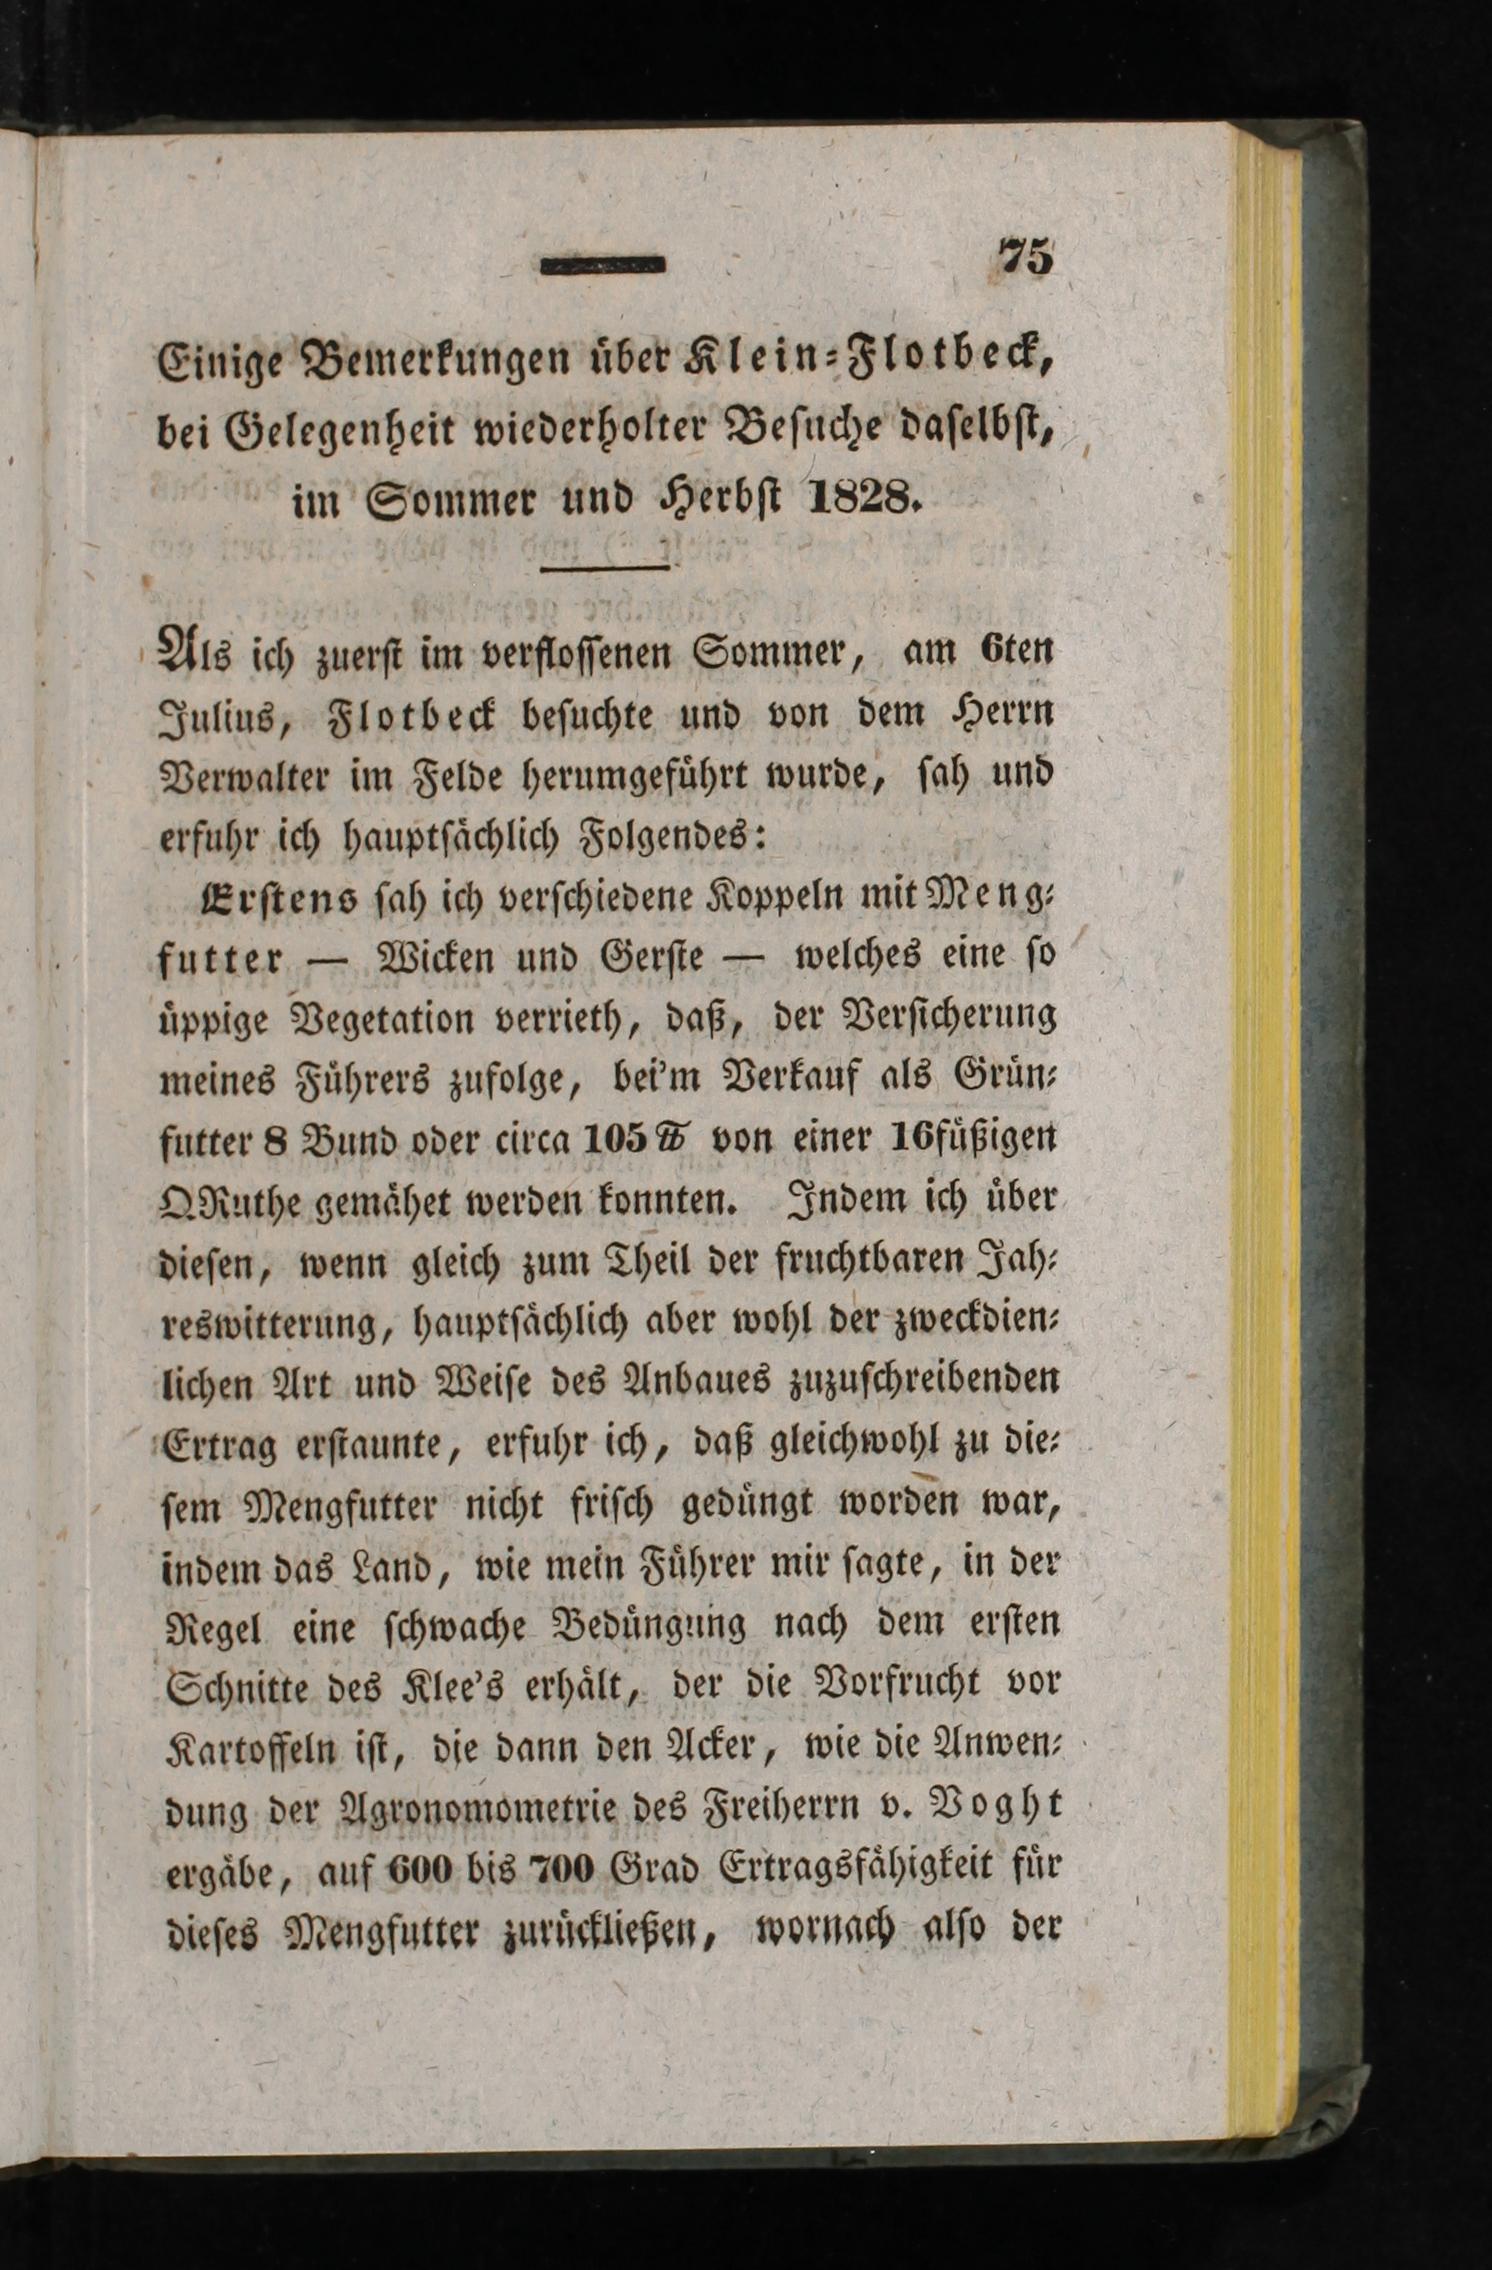 75
Einige Bemerkungen über Klein-Flotbeck,
bei Gelegenheit wiederholter Besuche daselbst,
im Sommer und Herbst 1828.
Als ich zuerst im verflossenen Sommer, am 6ten
Julius, Flotbeck besuchte und von dem Herrn
Verwalter im Felde herumgeführt wurde, sah und
erfuhr ich hauptsächlich Folgendes:
Erstens sah ich verschiedene Koppeln mit Meng-
futter — Wicken und Gerste — welches eine so
üppige Vegetation verrieth, daß, der Versicherung
meines Führers zufolge, bei'm Verkauf als Grün-
futter 8 Bund oder circa 105 ℔ von einer 16füßigen
QRuthe gemähet werden konnten. Indem ich über
diesen, wenn gleich zum Theil der fruchtbaren Jah-
reswitterung, hauptsächlich aber wohl der zweckdien-
lichen Art und Weise des Anbaues zuzuschreibenden
Ertrag erstaunte, erfuhr ich, daß gleichwohl zu die-
sem Mengfutter nicht frisch gedüngt worden war,
indem das Land, wie mein Führer mir sagte, in der
Regel eine schwache Bedüngung nach dem ersten
Schnitte des Klee's erhält, der die Vorfrucht vor
Kartoffeln ist, die dann den Acker, wie die Anwen-
dung der Agronomometrie des Freiherrn v. Voght
ergäbe, auf 600 bis 700 Grad Ertragsfähigkeit für
dieses Mengfutter zurückließen, wornach also der